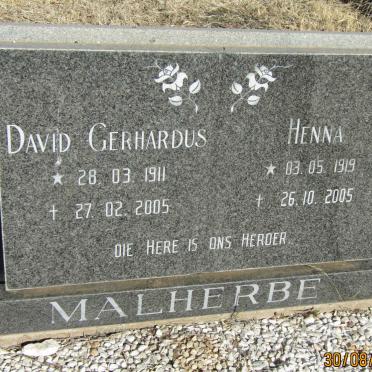 DAVID GERHARDUS
★ 28. 03. 1911
† 27. 02. 2005
HENNA
★ 03. 05. 1919
† 26. 10. 2005
DIE HERE IS ONS HERDER
MALHERBE
30/08/